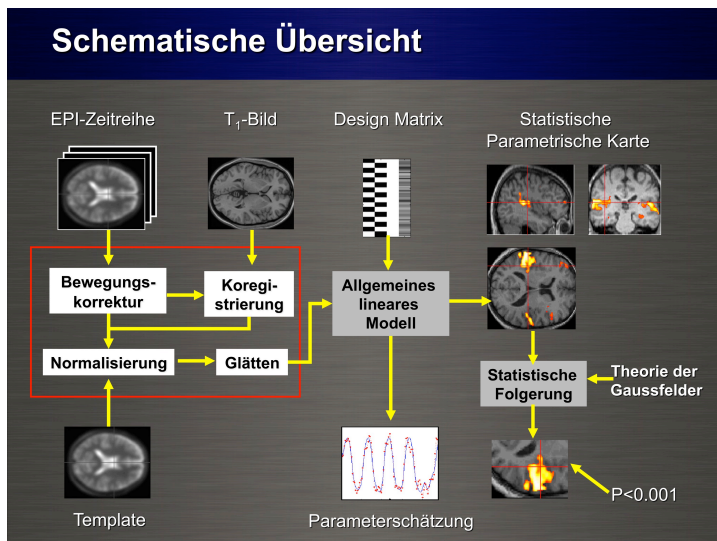 Schematische Übersicht
EPI-Zeitreihe
T1-Bild
Design Matrix
Statistische
Parametrische Karte
Bewegungs-
korrektur
Koregi-
strierung
Allgemeines
lineares
Modell
Normalisierung
Glätten
Statistische
Folgerung
Theorie der
Gaussfelder
P<0.001
Template
Parameterschätzung